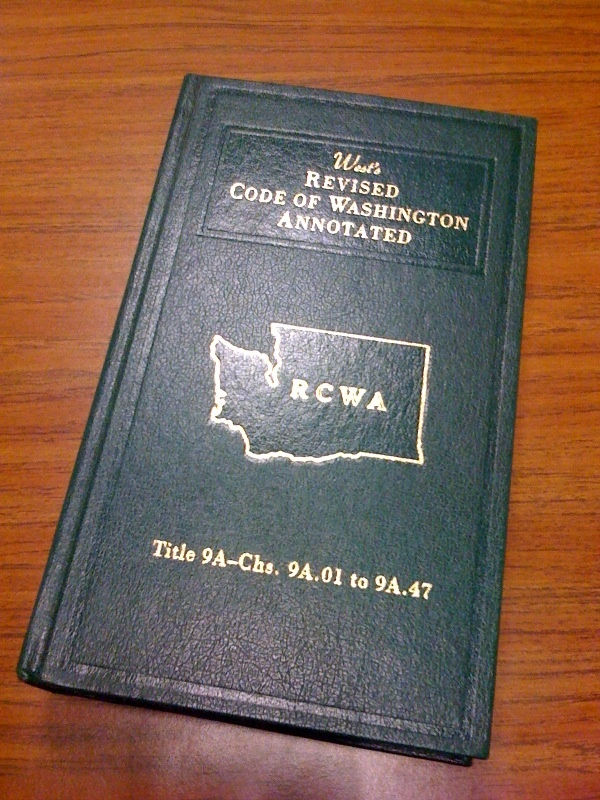 West's
REVISED
CODE OF WASHINGTON
ANNOTATED
RCWA
Title 9A–Chs. 9A.01 to 9A.47